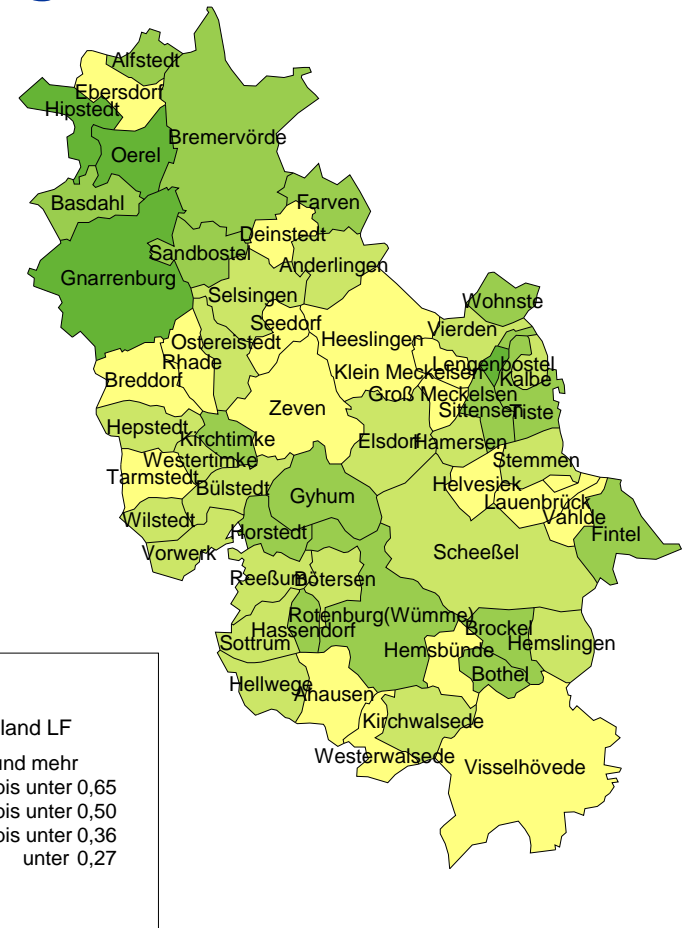 Alfstedt
Ebersdorf
Hipstedt
Bremervörde
Oerel
Basdahl
Farven
Deinstedt
Sandbostel
Anderlingen
Gnarrenburg
Selsingen
Wohnste
Seedorf
Vierden
Ostereistedt
Heeslingen
Rhade
Lengenbostel
Klein Meckelsen
Kalbe
Breddorf
Groß Meckelsen
Zeven
Sittensen
Tiste
Hepstedt
Kirchtimke
Elsdorf
Hamersen
Westertimke
Stemmen
Tarmstedt
Bülstedt
Helvesiek
Gyhum
Lauenbrück
Vahlde
Wilstedt
Horstedt
Fintel
Vorwerk
Scheeßel
Reeßum
Bötersen
Rotenburg(Wümme)
Hassendorf
Brockel
Sottrum
Hemsbünde
Hemslingen
Bothel
Hellwege
Ahausen
Kirchwalsede
Westerwalsede
Visselhövede
land LF
und mehr
bis unter 0,65
bis unter 0,50
bis unter 0,36
unter 0,27